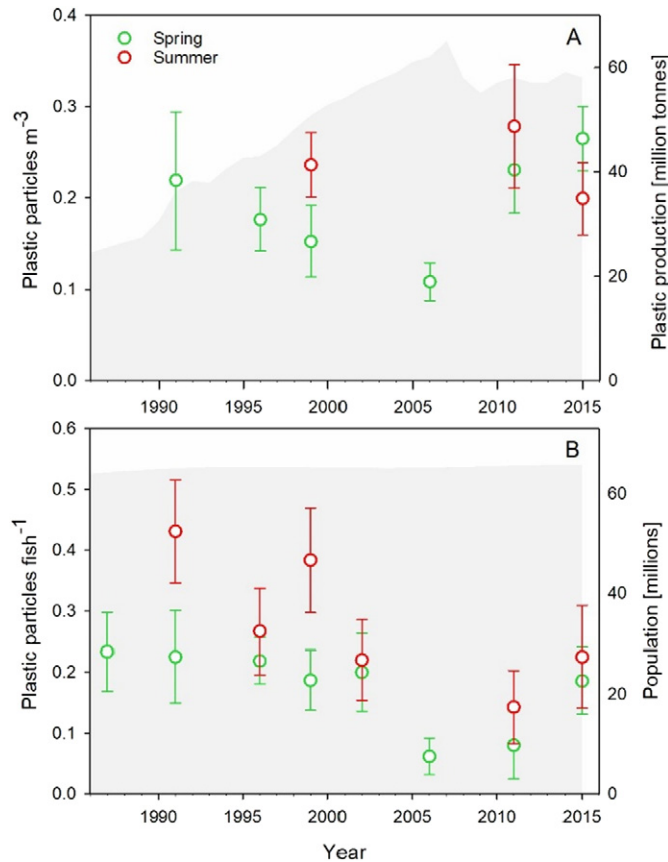 0.4
0.3
0.2
0.1
0.0
Plastic particles m⁻³
Spring
Summer
A
60
40
20
0
Plastic production [million tonnes]
1990 1995 2000 2005 2010 2015
0.6
0.5
0.4
0.3
0.2
0.1
0.0
Plastic particles fish⁻¹
B
60
40
20
0
Population [millions]
1990 1995 2000 2005 2010 2015
Year